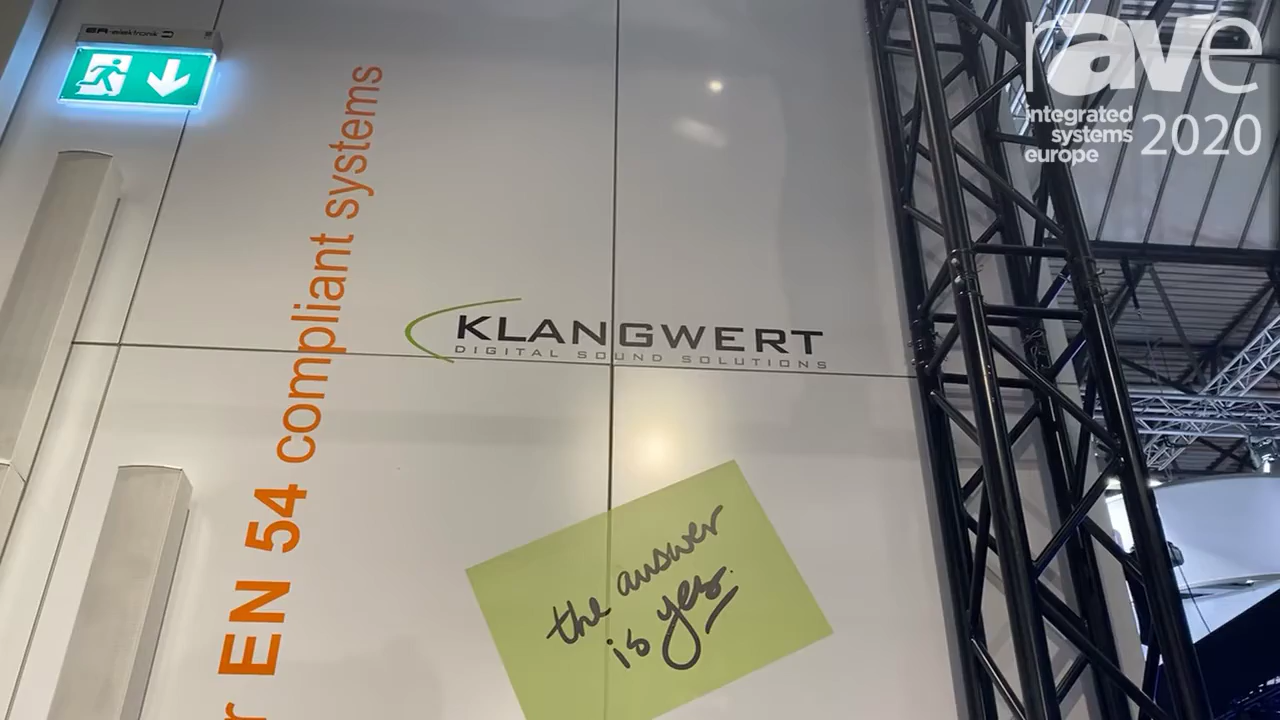 rave
integrated
systems
europe
2020
r EN 54 compliant systems
KLANGWERT
DIGITAL SOUND SOLUTIONS
the answer
is yes.